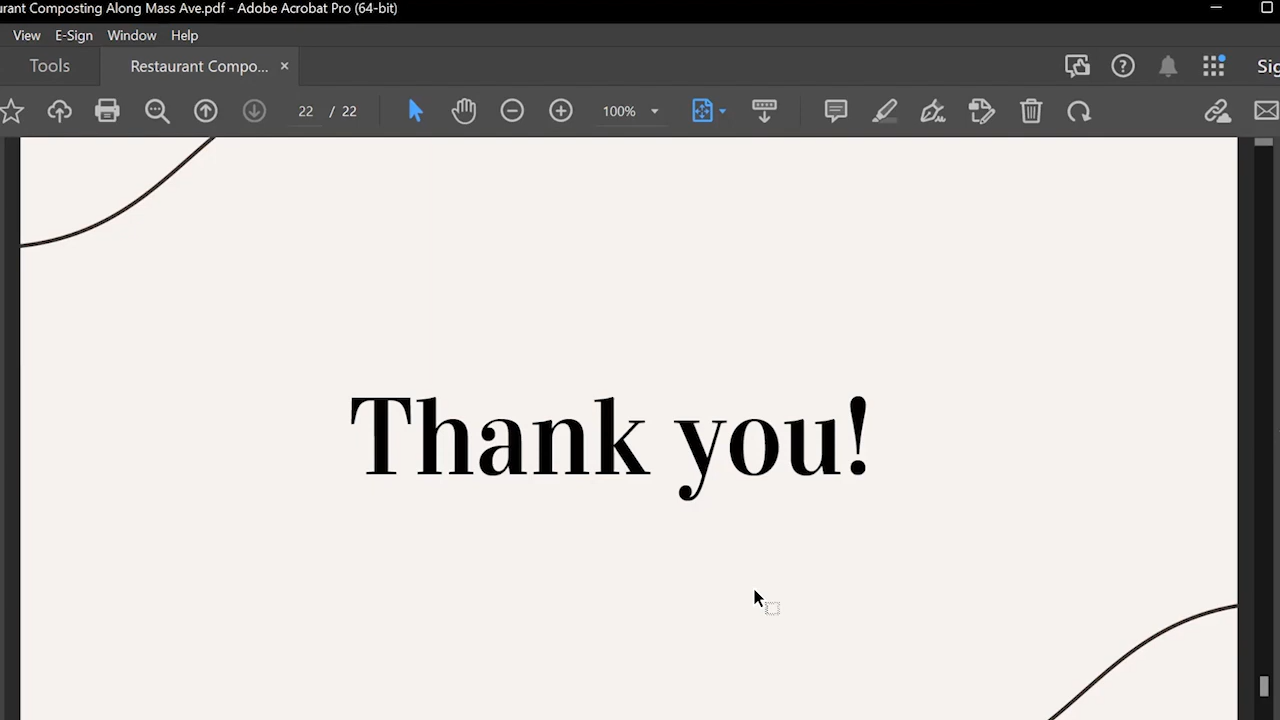 urant Composting Along Mass Ave.pdf - Adobe Acrobat Pro (64-bit)
View E-Sign Window Help
Tools Restaurant Compo... ×
22 / 22 100%
Thank you!